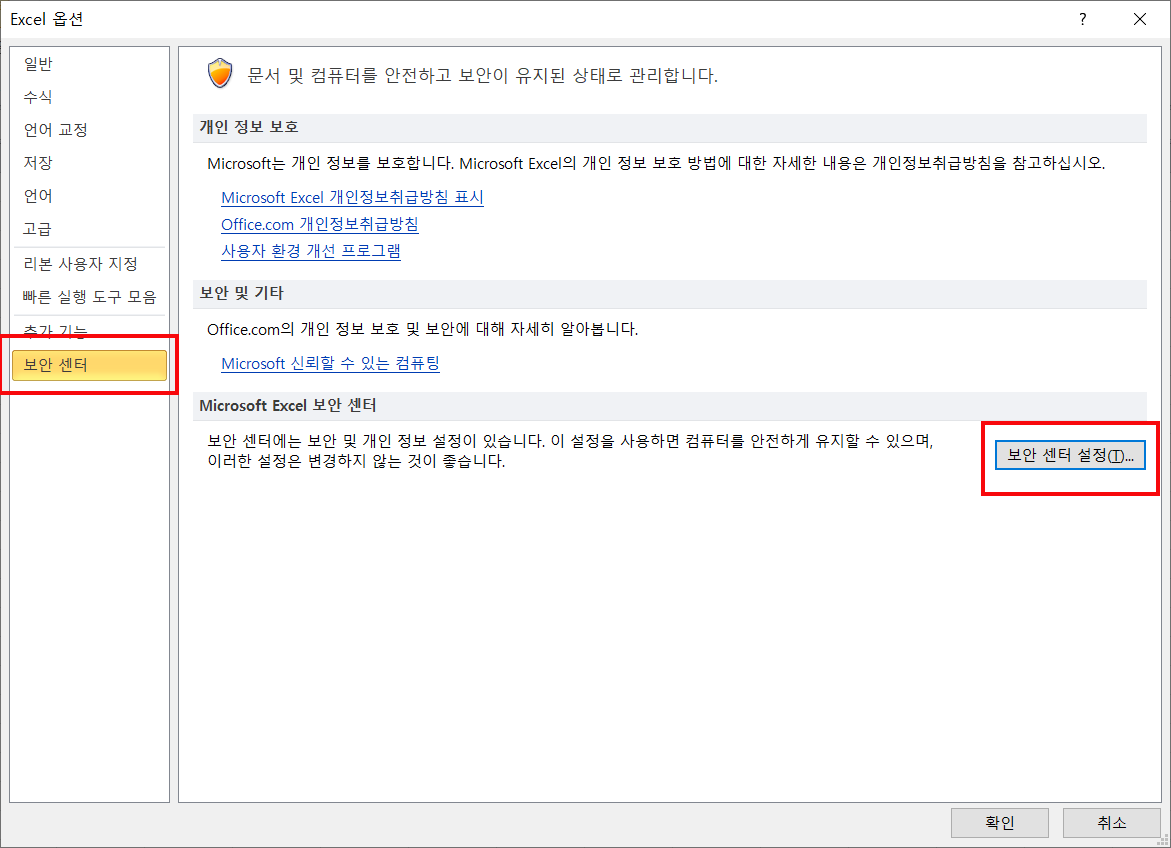 Excel 옵션
?
일반
수식
언어 교정
저장
언어
고급
리본 사용자 지정
빠른 실행 도구 모음
추가 기능
보안 센터
문서 및 컴퓨터를 안전하고 보안이 유지된 상태로 관리합니다.
개인 정보 보호
Microsoft는 개인 정보를 보호합니다. Microsoft Excel의 개인 정보 보호 방법에 대한 자세한 내용은 개인정보취급방침을 참고하십시오.
Microsoft Excel 개인정보취급방침 표시
Office.com 개인정보취급방침
사용자 환경 개선 프로그램
보안 및 기타
Office.com의 개인 정보 보호 및 보안에 대해 자세히 알아봅니다.
Microsoft 신뢰할 수 있는 컴퓨팅
Microsoft Excel 보안 센터
보안 센터에는 보안 및 개인 정보 설정이 있습니다. 이 설정을 사용하면 컴퓨터를 안전하게 유지할 수 있으며,
이러한 설정은 변경하지 않는 것이 좋습니다.
보안 센터 설정(T)...
확인
취소